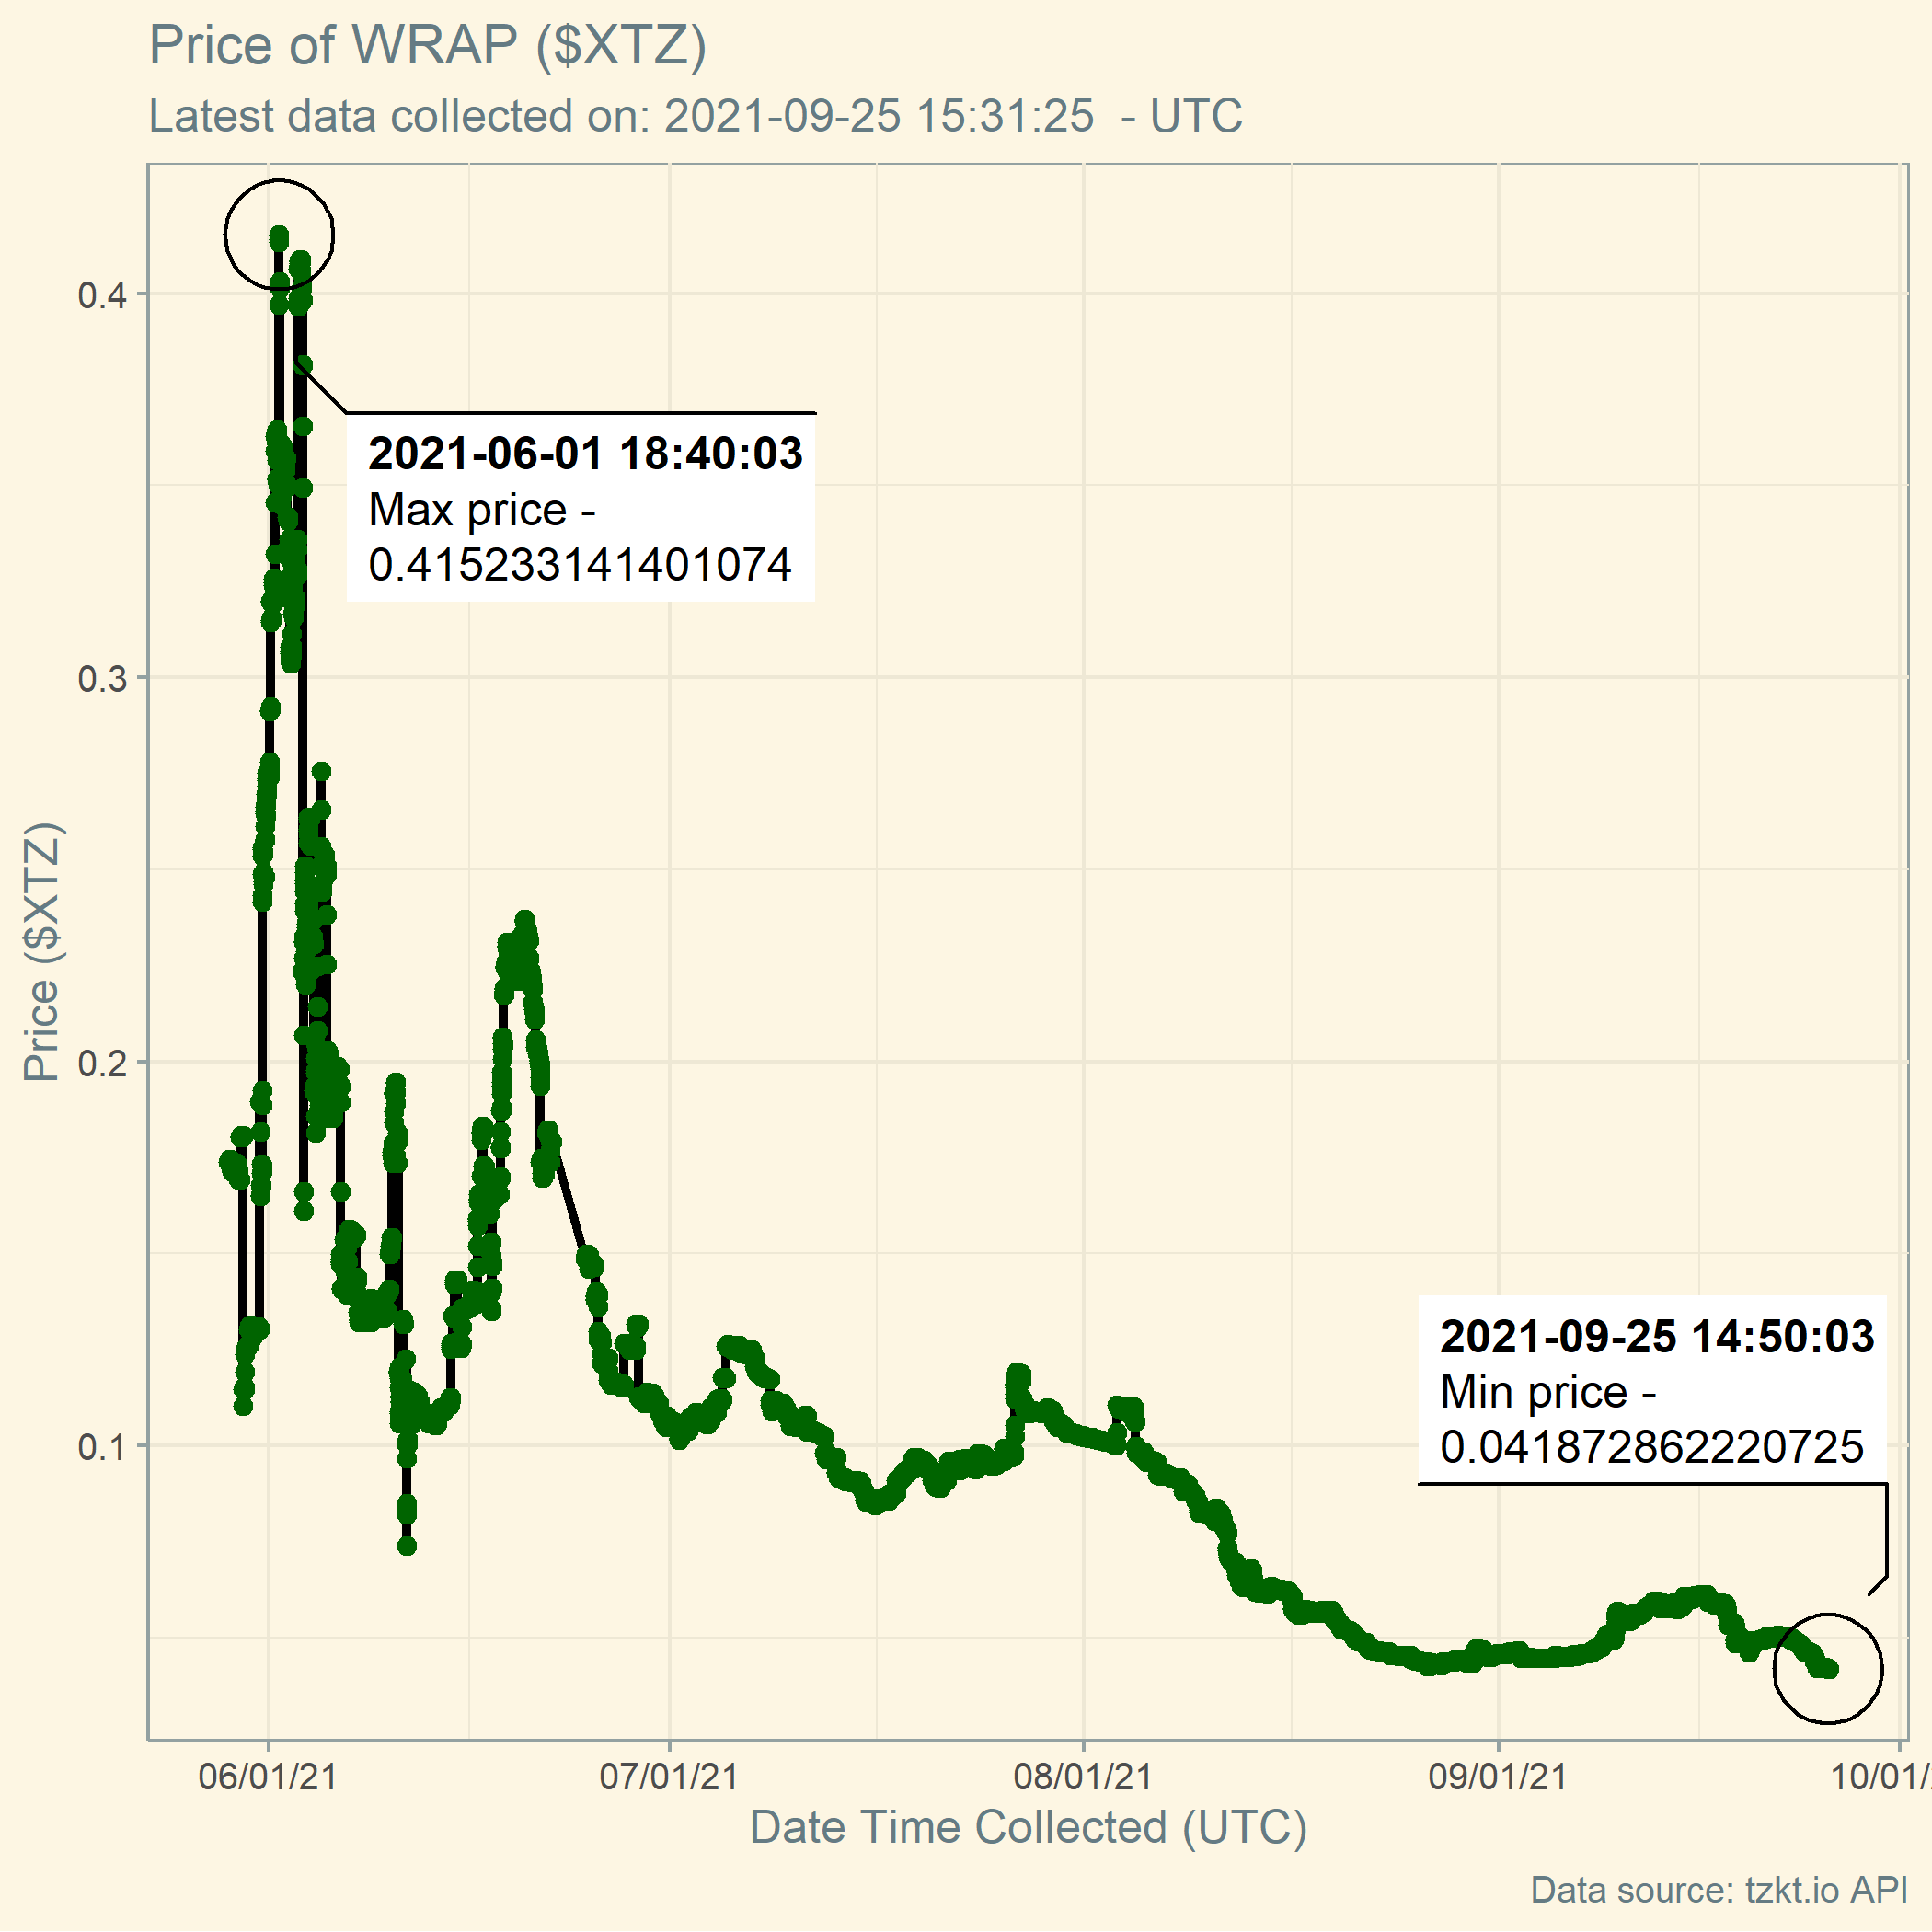 Price of WRAP ($XTZ)
Latest data collected on: 2021-09-25 15:31:25  - UTC
Price ($XTZ)
0.4
0.3
0.2
0.1
2021-06-01 18:40:03
Max price -
0.415233141401074
2021-09-25 14:50:03
Min price -
0.041872862220725
06/01/21
07/01/21
08/01/21
09/01/21
10/01/
Date Time Collected (UTC)
Data source: tzkt.io API